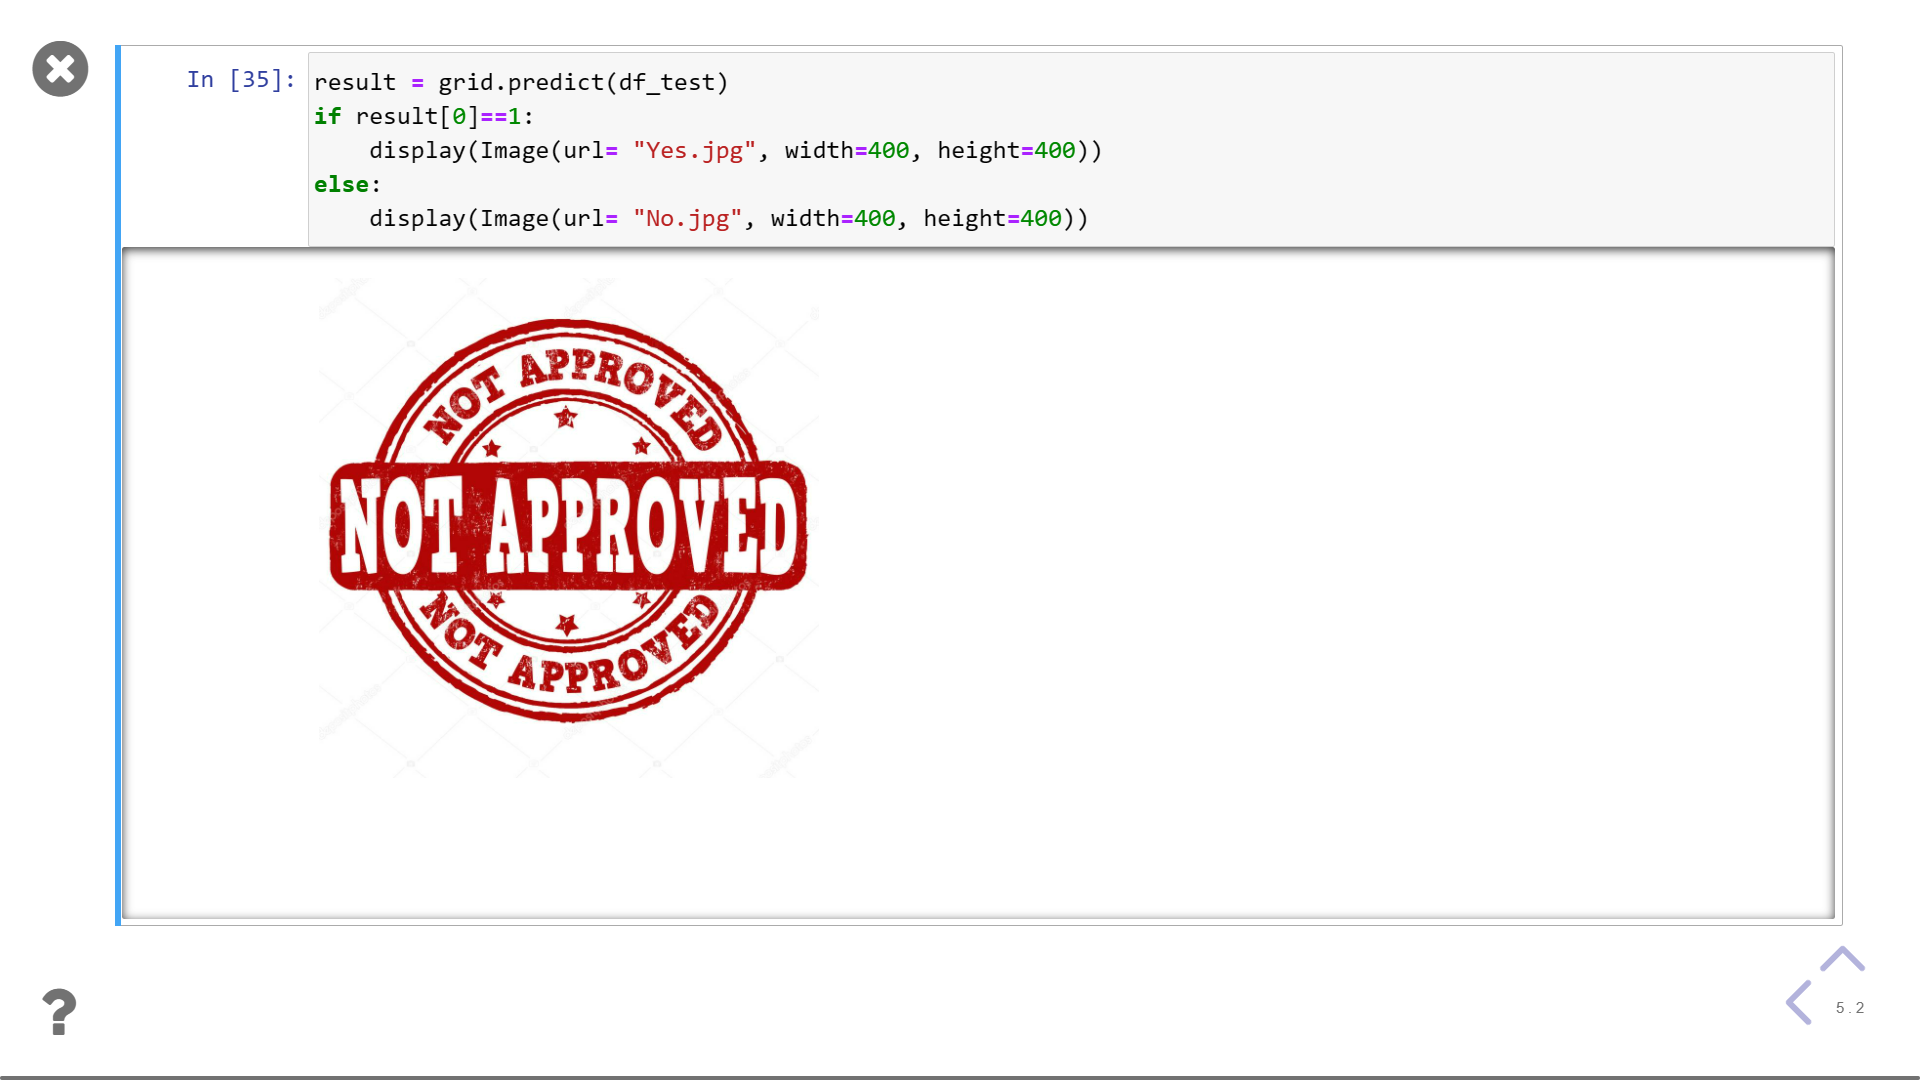 In [35]:
result = grid.predict(df_test)
if result[0]==1:
    display(Image(url= "Yes.jpg", width=400, height=400))
else:
    display(Image(url= "No.jpg", width=400, height=400))
NOT APPROVED
NOT APPROVED
NOT APPROVED
?
5.2